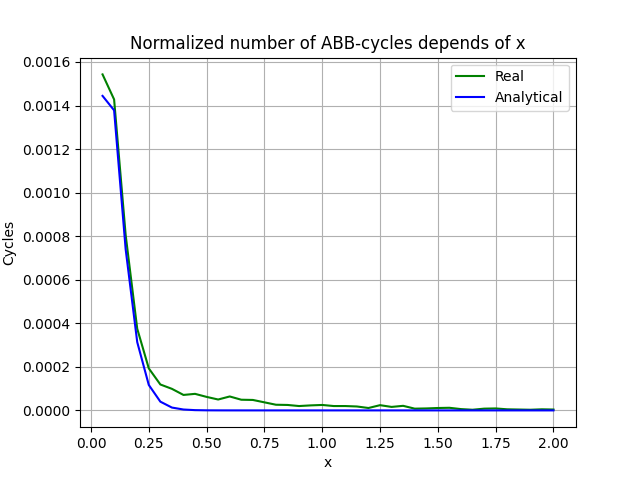 Normalized number of ABB-cycles depends of x
0.0016
0.0014
0.0012
0.0010
0.0008
0.0006
0.0004
0.0002
0.0000
Cycles
Real
Analytical
0.00 0.25 0.50 0.75 1.00 1.25 1.50 1.75 2.00
x